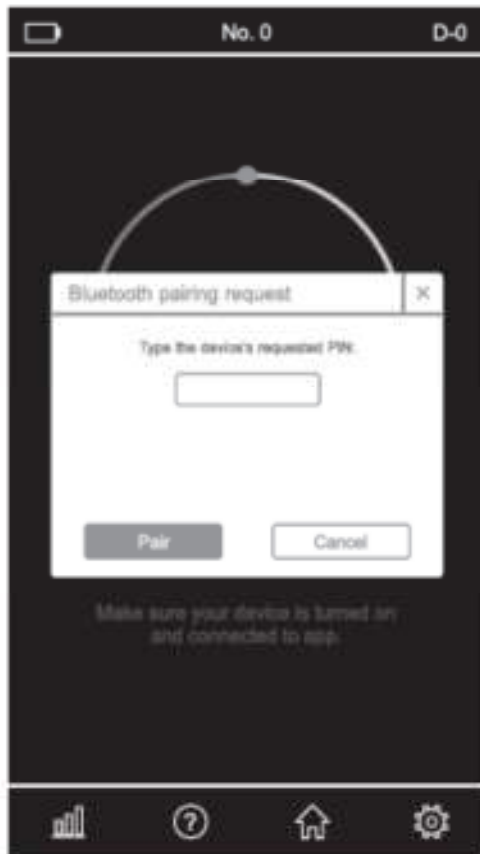 No. 0 D-0
Bluetooth pairing request ×
Type the device's requested PIN:
Pair Cancel
Make sure your device is turned on
and connected to app.